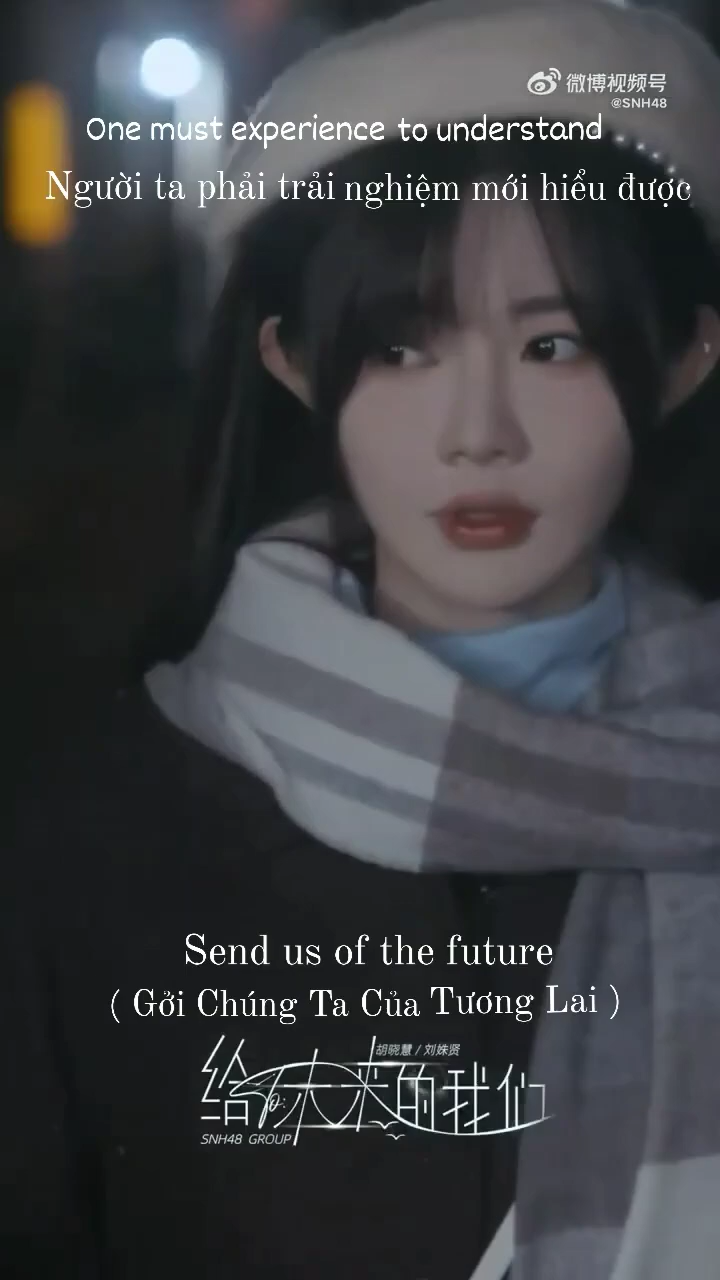 微博视频号
@SNH48
One must experience to understand
Người ta phải trải nghiệm mới hiểu được
Send us of the future
( Gởi Chúng Ta Của Tương Lai )
胡晓慧 / 刘姝贤
给未来的我们
To:
SNH48 GROUP